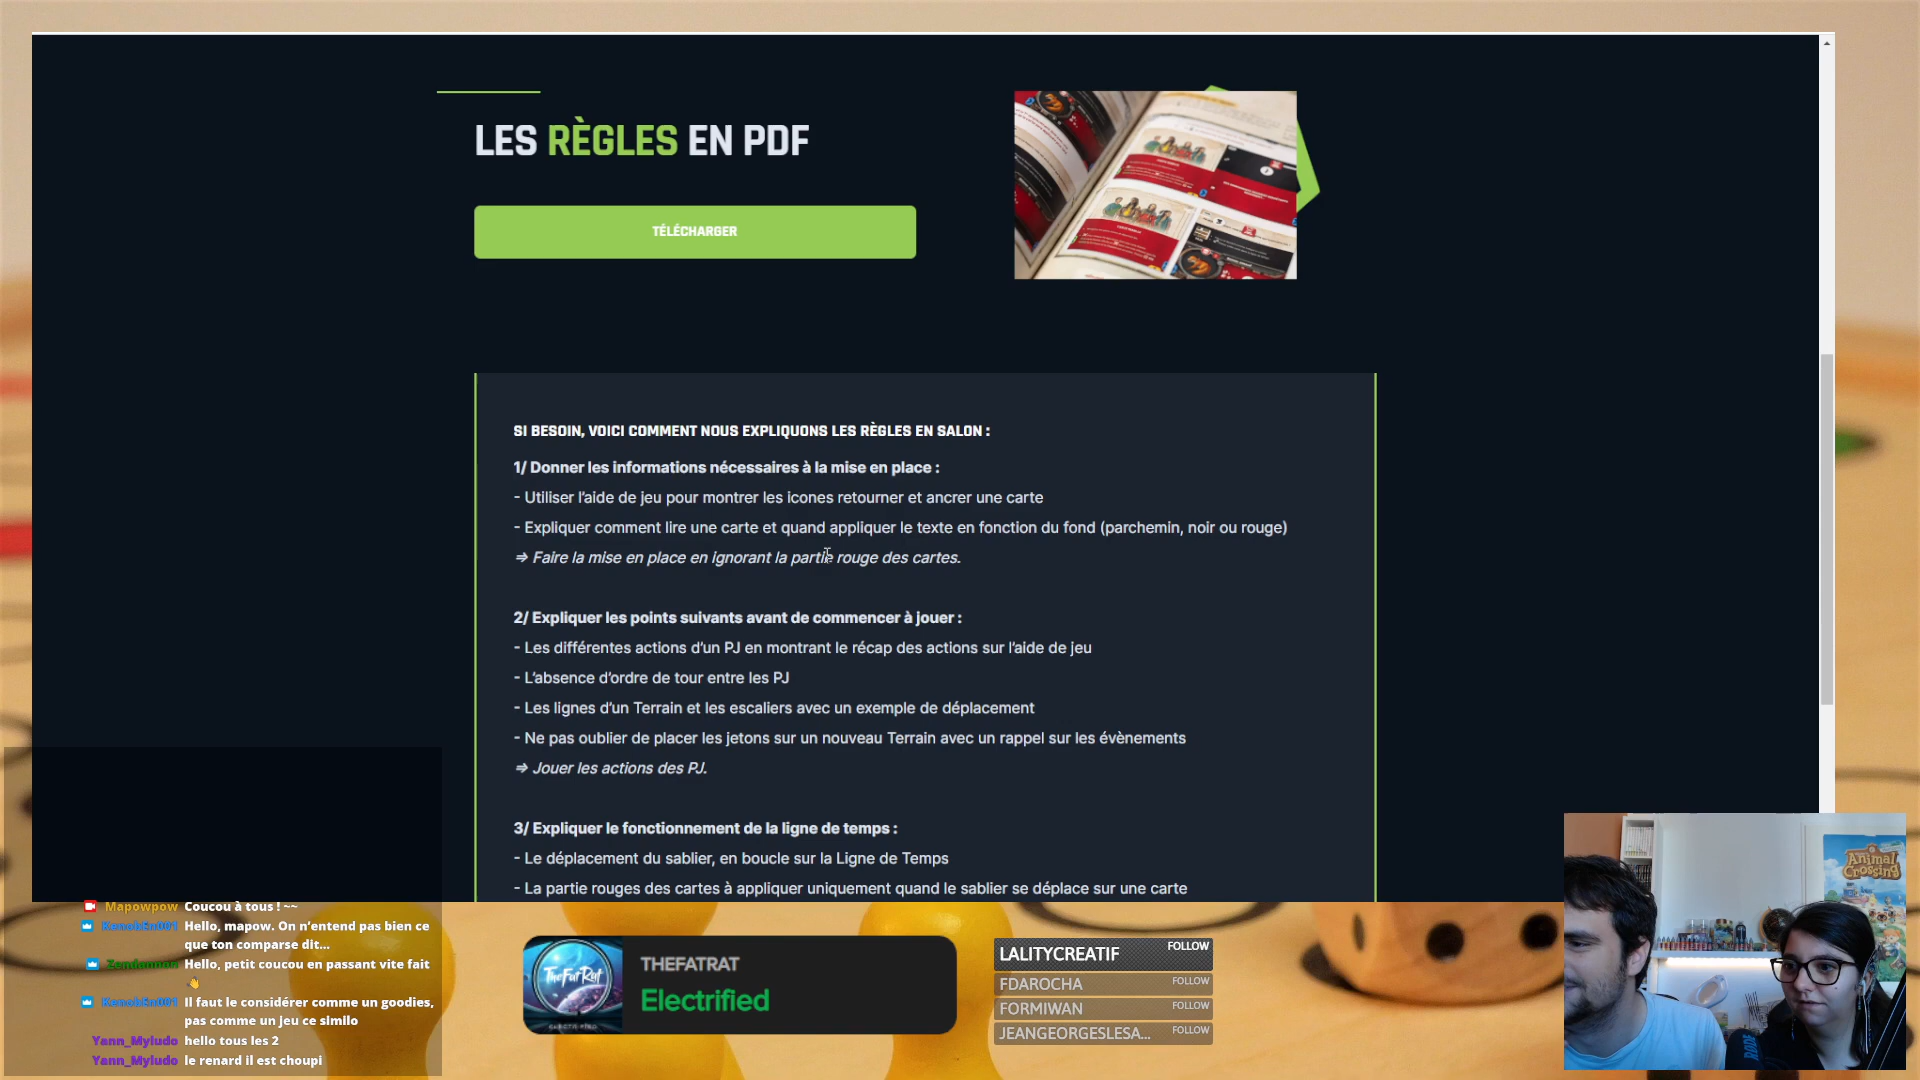 LES RÈGLES EN PDF
TÉLÉCHARGER
SI BESOIN, VOICI COMMENT NOUS EXPLIQUONS LES RÈGLES EN SALON :
1/ Donner les informations nécessaires à la mise en place :
- Utiliser l'aide de jeu pour montrer les icones retourner et ancrer une carte
- Expliquer comment lire une carte et quand appliquer le texte en fonction du fond (parchemin, noir ou rouge)
⇒ Faire la mise en place en ignorant la partie rouge des cartes.
2/ Expliquer les points suivants avant de commencer à jouer :
- Les différentes actions d'un PJ en montrant le récap des actions sur l'aide de jeu
- L'absence d'ordre de tour entre les PJ
- Les lignes d'un Terrain et les escaliers avec un exemple de déplacement
- Ne pas oublier de placer les jetons sur un nouveau Terrain avec un rappel sur les évènements
⇒ Jouer les actions des PJ.
3/ Expliquer le fonctionnement de la ligne de temps :
- Le déplacement du sablier, en boucle sur la Ligne de Temps
- La partie rouges des cartes à appliquer uniquement quand le sablier se déplace sur une carte
Mapowpow Coucou à tous ! ~~
Hello, mapow. On n'entend pas bien ce
que ton comparse dit...
Hello, petit coucou en passant vite fait
👋
Il faut le considérer comme un goodies,
pas comme un jeu ce similo
Yann_Myludo hello tous les 2
Yann_Myludo le renard il est choupi
TheFatRat
THEFATRAT
Electrified
LALITYCREATIF FOLLOW
FDAROCHA FOLLOW
FORMIWAN FOLLOW
JEANGEORGESLESA... FOLLOW
Animal
Crossing
RODE